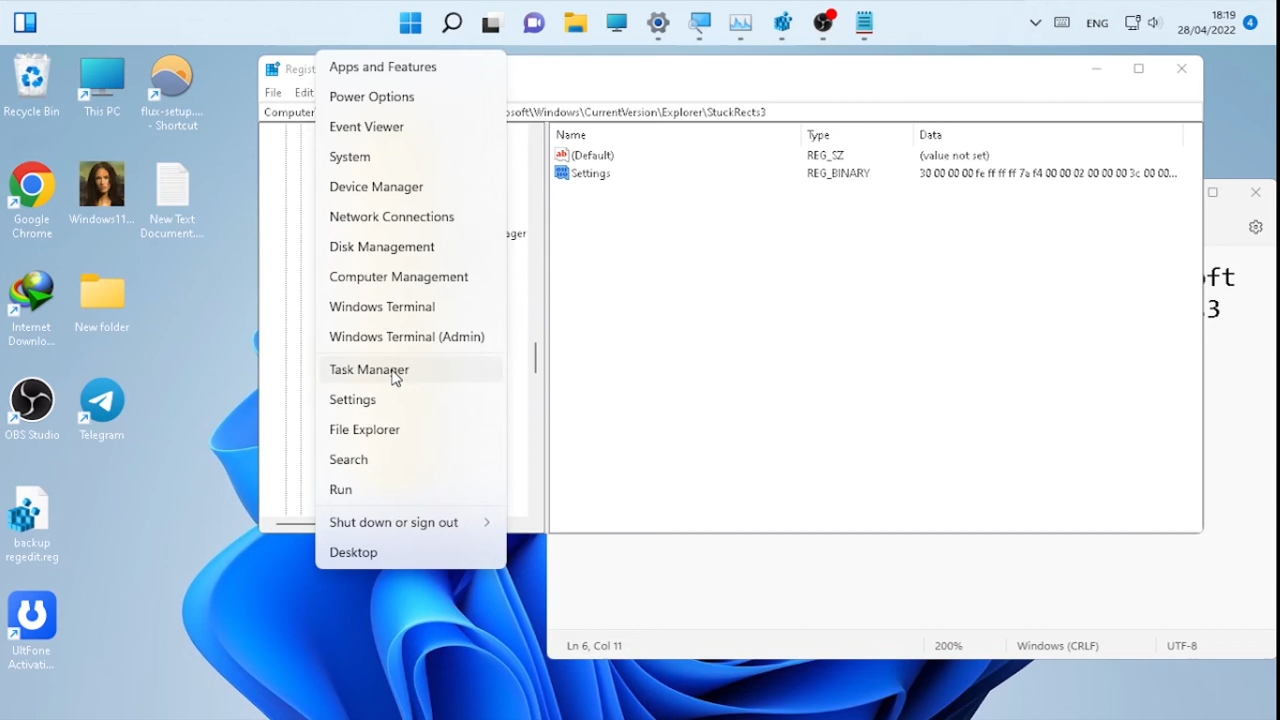 ENG
18:19
28/04/2022
4
Recycle Bin
This PC
flux-setup....
- Shortcut
Google
Chrome
Windows11...
New Text
Document....
Internet
Downlo...
New folder
OBS Studio
Telegram
backup
regedit.reg
UltFone
Activati...
Regist
File
Edit
Computer
osoft\Windows\CurrentVersion\Explorer\StuckRects3
Name
Type
Data
ab (Default)
REG_SZ
(value not set)
Settings
REG_BINARY
30 00 00 00 fe ff ff ff 7a f4 00 00 02 00 00 00 3c 00 00...
ager
Apps and Features
Power Options
Event Viewer
System
Device Manager
Network Connections
Disk Management
Computer Management
Windows Terminal
Windows Terminal (Admin)
Task Manager
Settings
File Explorer
Search
Run
Shut down or sign out
Desktop
oft
3
Ln 6, Col 11
200%
Windows (CRLF)
UTF-8